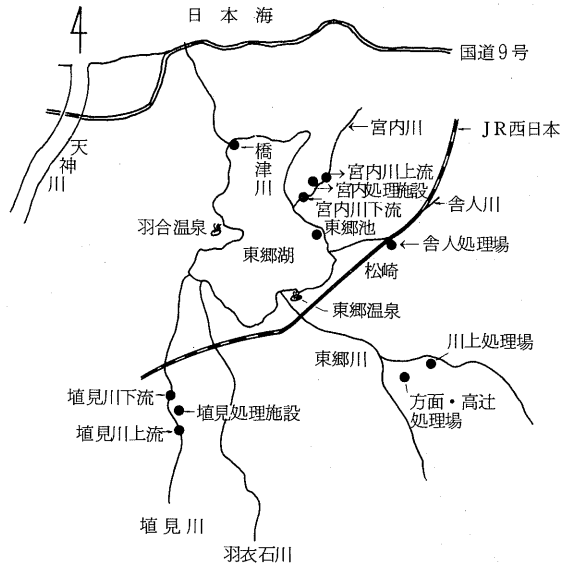 日本海
国道9号
天神川
橋津川
宮内川
JR西日本
宮内川上流
宮内処理施設
宮内川下流
舎人川
羽合温泉
東郷池
東郷湖
舎人処理場
松崎
東郷温泉
東郷川
川上処理場
方面・高辻
処理場
埴見川下流
埴見処理施設
埴見川上流
埴見川
羽衣石川